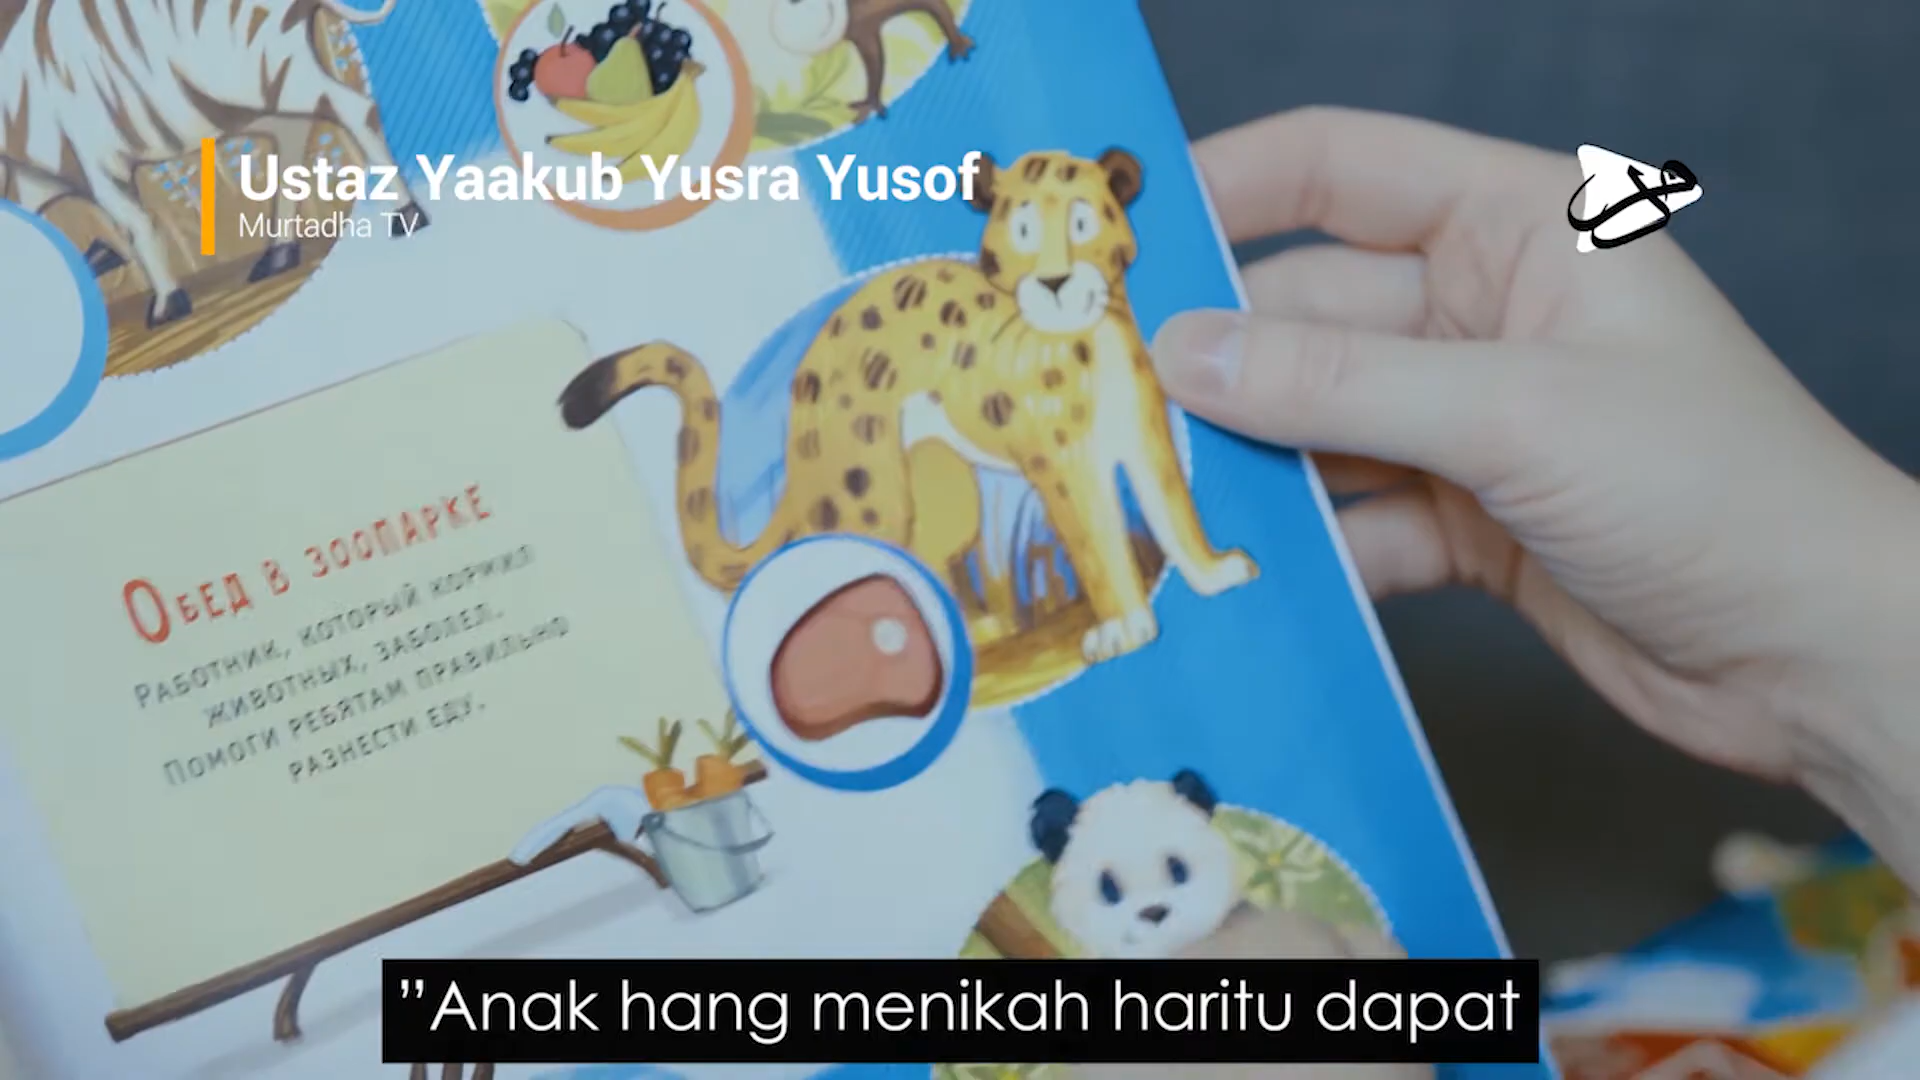 Ustaz Yaakub Yusra Yusof
Murtadha TV
Обед в зоопарке
Работник, который кормил
животных, заболел.
Помоги ребятам правильно
разнести еду.
”Anak hang menikah haritu dapat